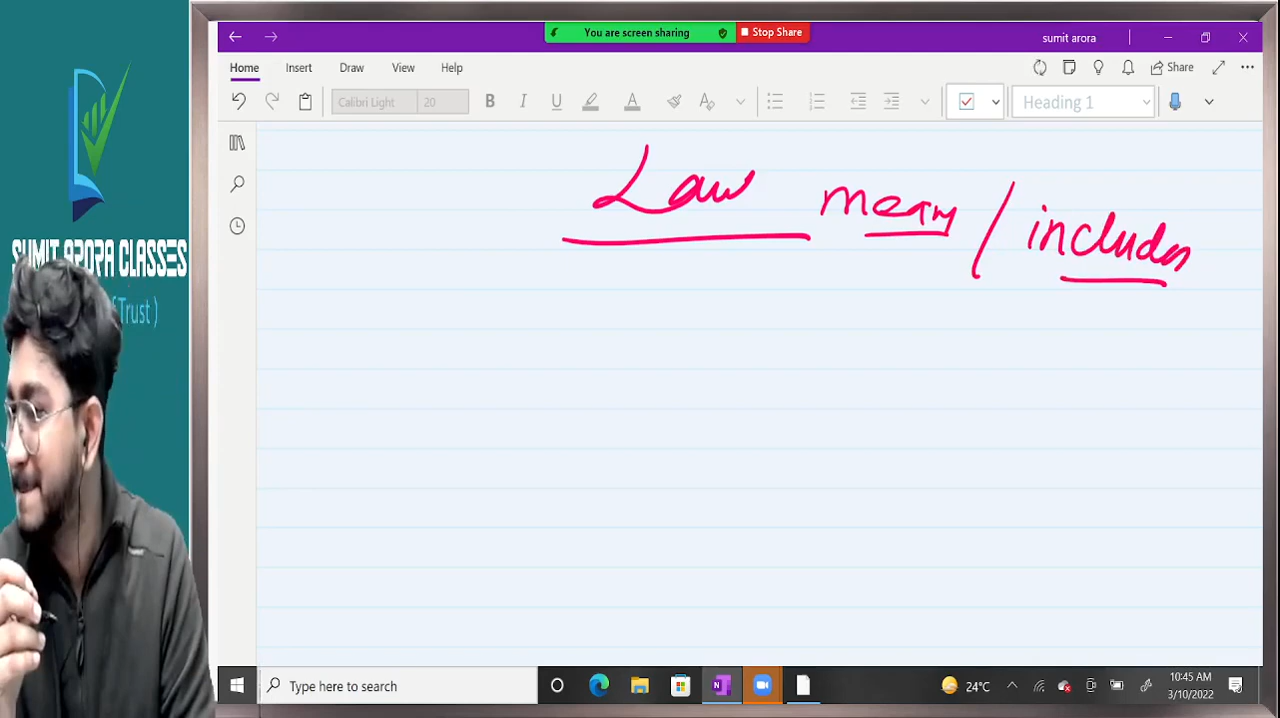 You are screen sharing Stop Share
sumit arora
Home Insert Draw View Help
Share
Calibri Light 20 B I U A
Heading 1
Law means / includes
SUMIT ARORA CLASSES
Trust )
Type here to search
24°C
10:45 AM
3/10/2022